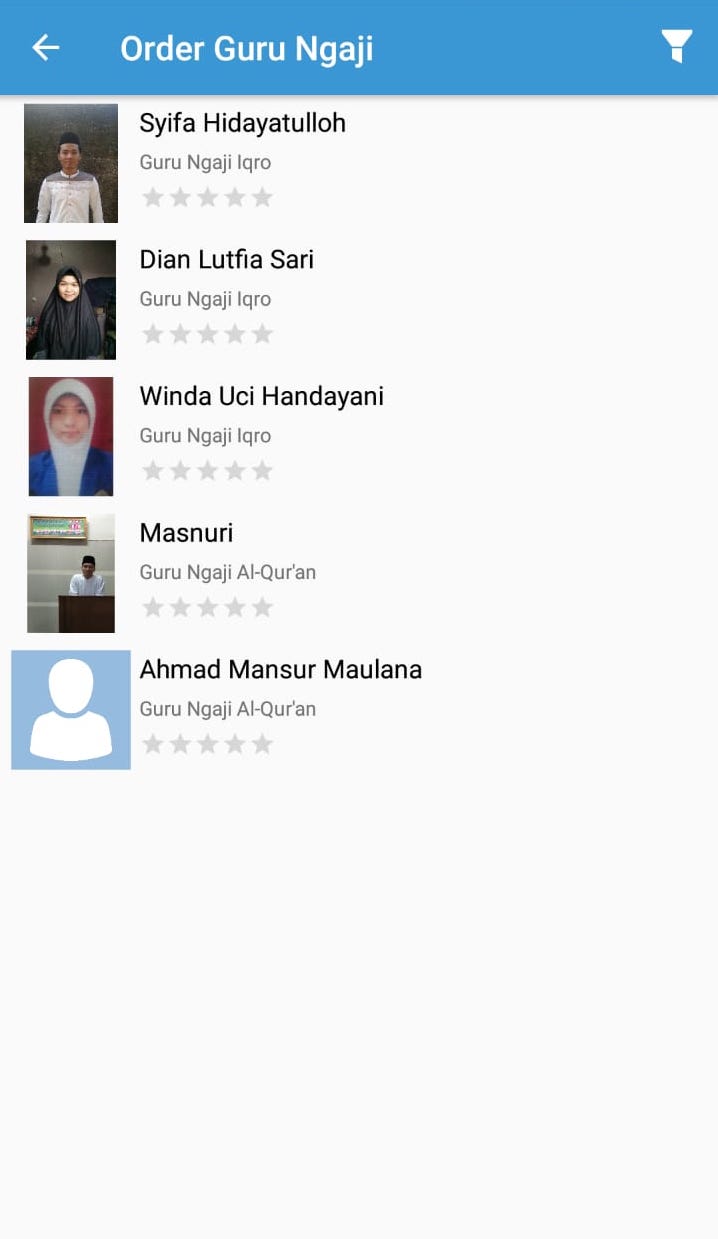 Order Guru Ngaji
Syifa Hidayatulloh
Guru Ngaji Iqro
Dian Lutfia Sari
Guru Ngaji Iqro
Winda Uci Handayani
Guru Ngaji Iqro
Masnuri
Guru Ngaji Al-Qur'an
Ahmad Mansur Maulana
Guru Ngaji Al-Qur'an